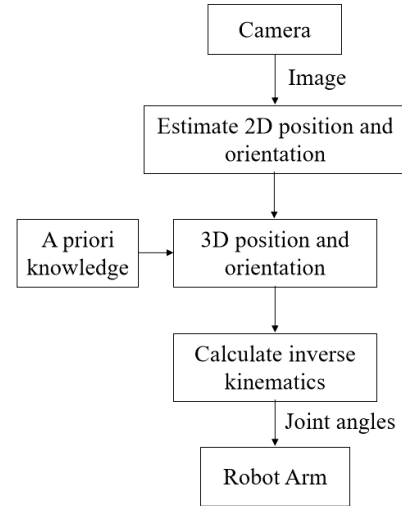 Camera
Image
Estimate 2D position and
orientation
A priori
knowledge
3D position and
orientation
Calculate inverse
kinematics
Joint angles
Robot Arm